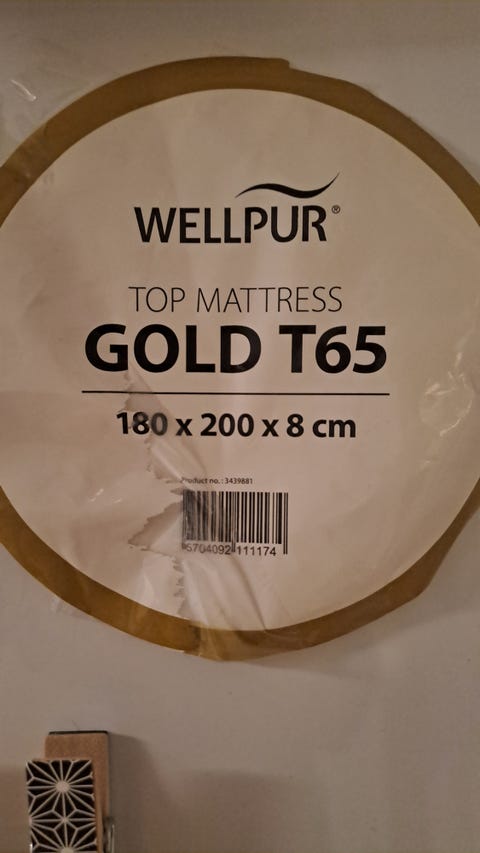 WELLPUR®
TOP MATTRESS
GOLD T65
180 x 200 x 8 cm
Product no.: 3439881
5704092 111174